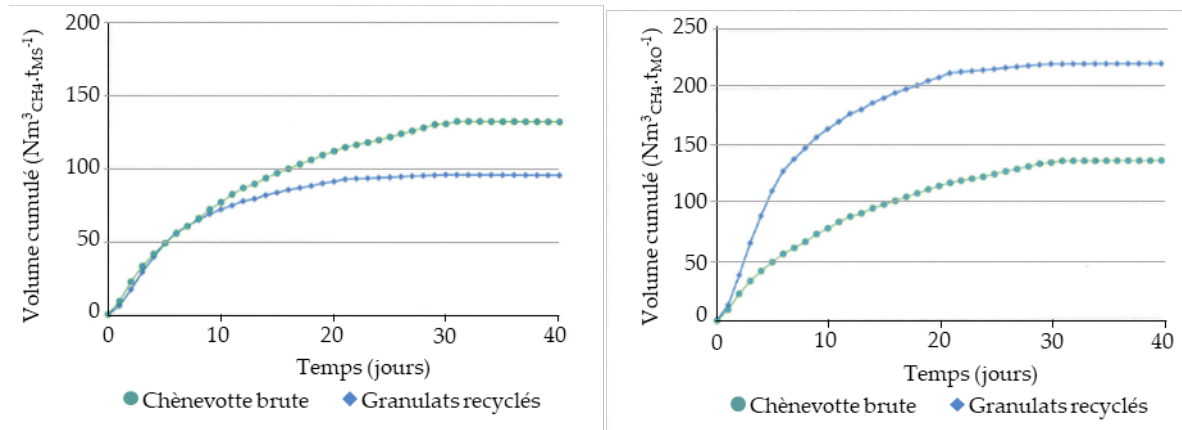 Volume cumulé (Nm³CH4.tMS⁻¹)
200
150
100
50
0
0 10 20 30 40
Temps (jours)
Chènevotte brute Granulats recyclés
Volume cumulé (Nm³CH4.tMO⁻¹)
250
200
150
100
50
0
0 10 20 30 40
Temps (jours)
Chènevotte brute Granulats recyclés